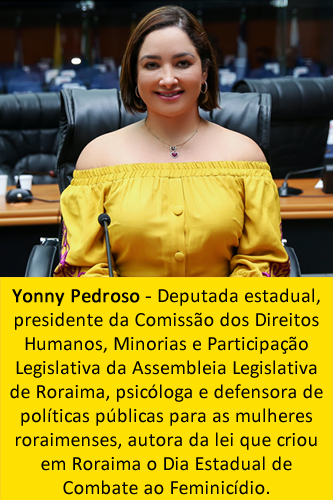 Yonny Pedroso - Deputada estadual,
presidente da Comissão dos Direitos
Humanos, Minorias e Participação
Legislativa da Assembleia Legislativa
de Roraima, psicóloga e defensora de
políticas públicas para as mulheres
roraimenses, autora da lei que criou
em Roraima o Dia Estadual de
Combate ao Feminicídio.